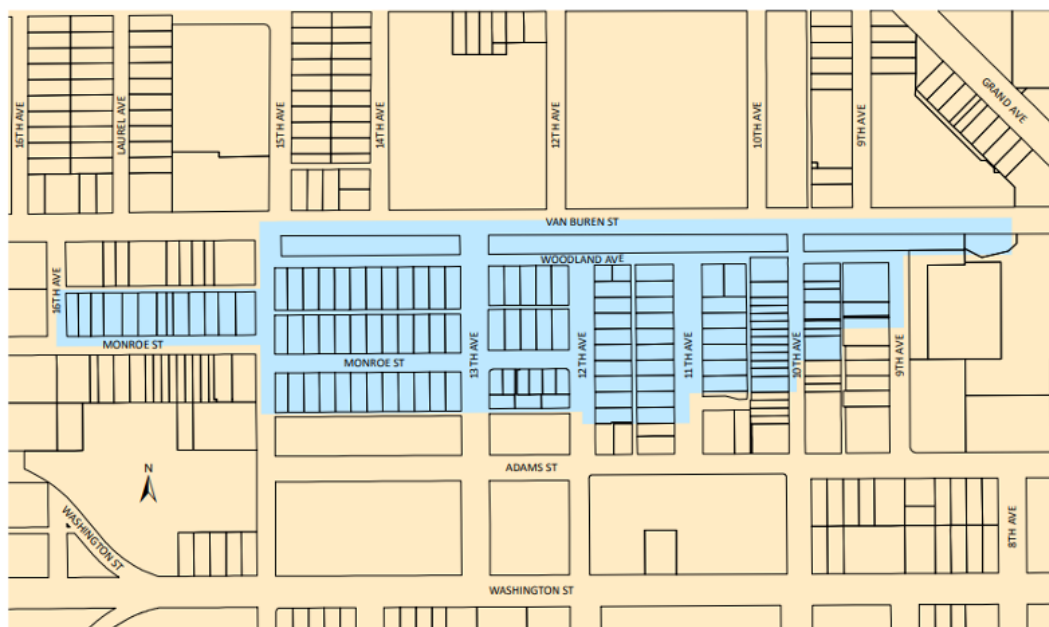 16TH AVE
LAUREL AVE
15TH AVE
14TH AVE
12TH AVE
10TH AVE
9TH AVE
GRAND AVE
VAN BUREN ST
WOODLAND AVE
16TH AVE
MONROE ST
MONROE ST
13TH AVE
12TH AVE
11TH AVE
10TH AVE
9TH AVE
ADAMS ST
N
WASHINGTON ST
8TH AVE
WASHINGTON ST